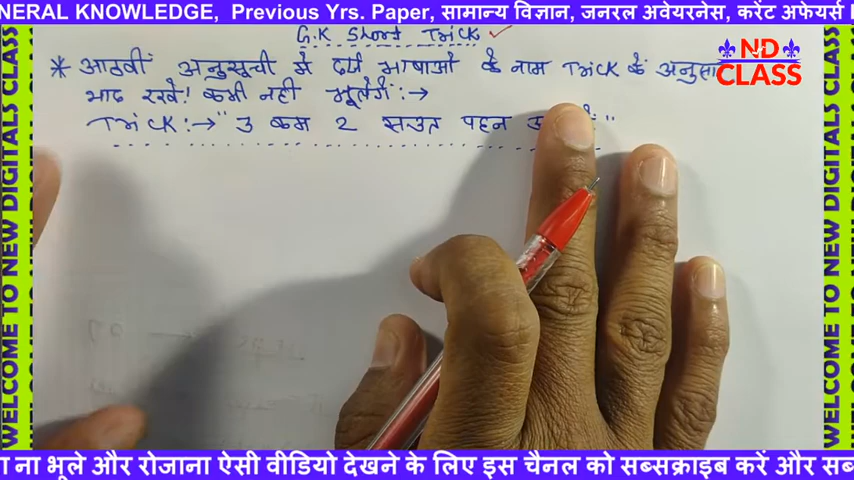 NERAL KNOWLEDGE, Previous Yrs. Paper, सामान्य विज्ञान, जनरल अवेयरनेस, करेंट अफेयर्स
G.K Short Trick
ND
CLASS
* आठवीं अनुसूची में दर्ज भाषाओं के नाम Trick के अनुसा
याद रखें! कभी नहीं भूलेगें :→
Trick :→ " 3 कम 2 सउत पहन
WELCOME TO NEW DIGITALS CLAS
WELCOME TO NEW DIGITALS CLASS
ा ना भूले और रोजाना ऐसी वीडियो देखने के लिए इस चैनल को सब्सक्राइब करें और सब